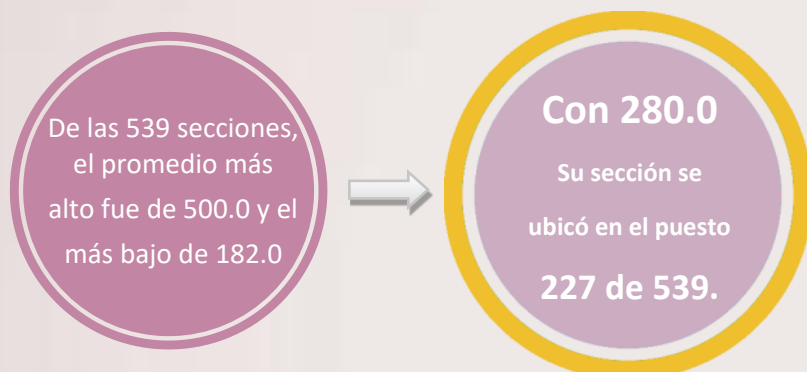 De las 539 secciones,
el promedio más
alto fue de 500.0 y el
más bajo de 182.0
Con 280.0
Su sección se
ubicó en el puesto
227 de 539.